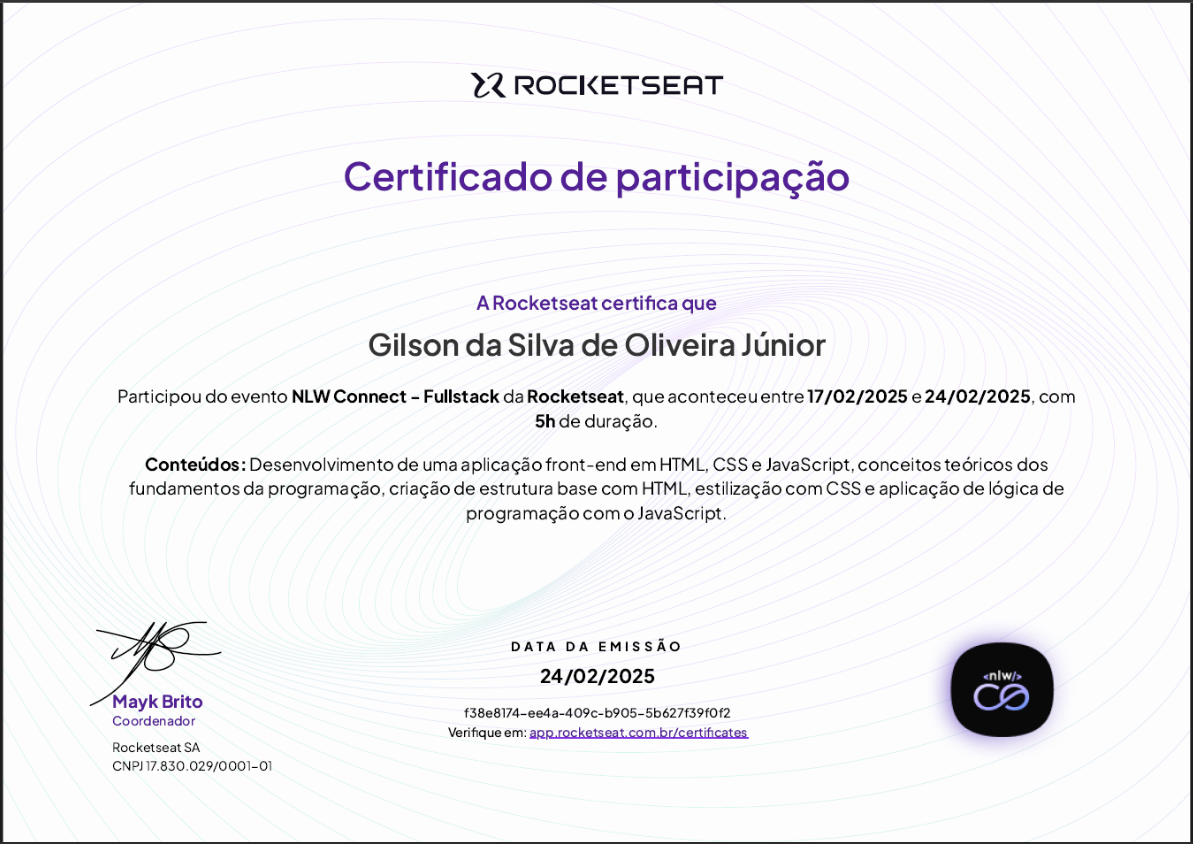 ROCKETSEAT
Certificado de participação
A Rocketseat certifica que
Gilson da Silva de Oliveira Júnior
Participou do evento NLW Connect - Fullstack da Rocketseat, que aconteceu entre 17/02/2025 e 24/02/2025, com
5h de duração.
Conteúdos: Desenvolvimento de uma aplicação front-end em HTML, CSS e JavaScript, conceitos teóricos dos
fundamentos da programação, criação de estrutura base com HTML, estilização com CSS e aplicação de lógica de
programação com o JavaScript.
Mayk Brito
Coordenador
Rocketseat SA
CNPJ 17.830.029/0001-01
DATA DA EMISSÃO
24/02/2025
f38e8174-ee4a-409c-b905-5b627f39f0f2
Verifique em: app.rocketseat.com.br/certificates
<nlw/>